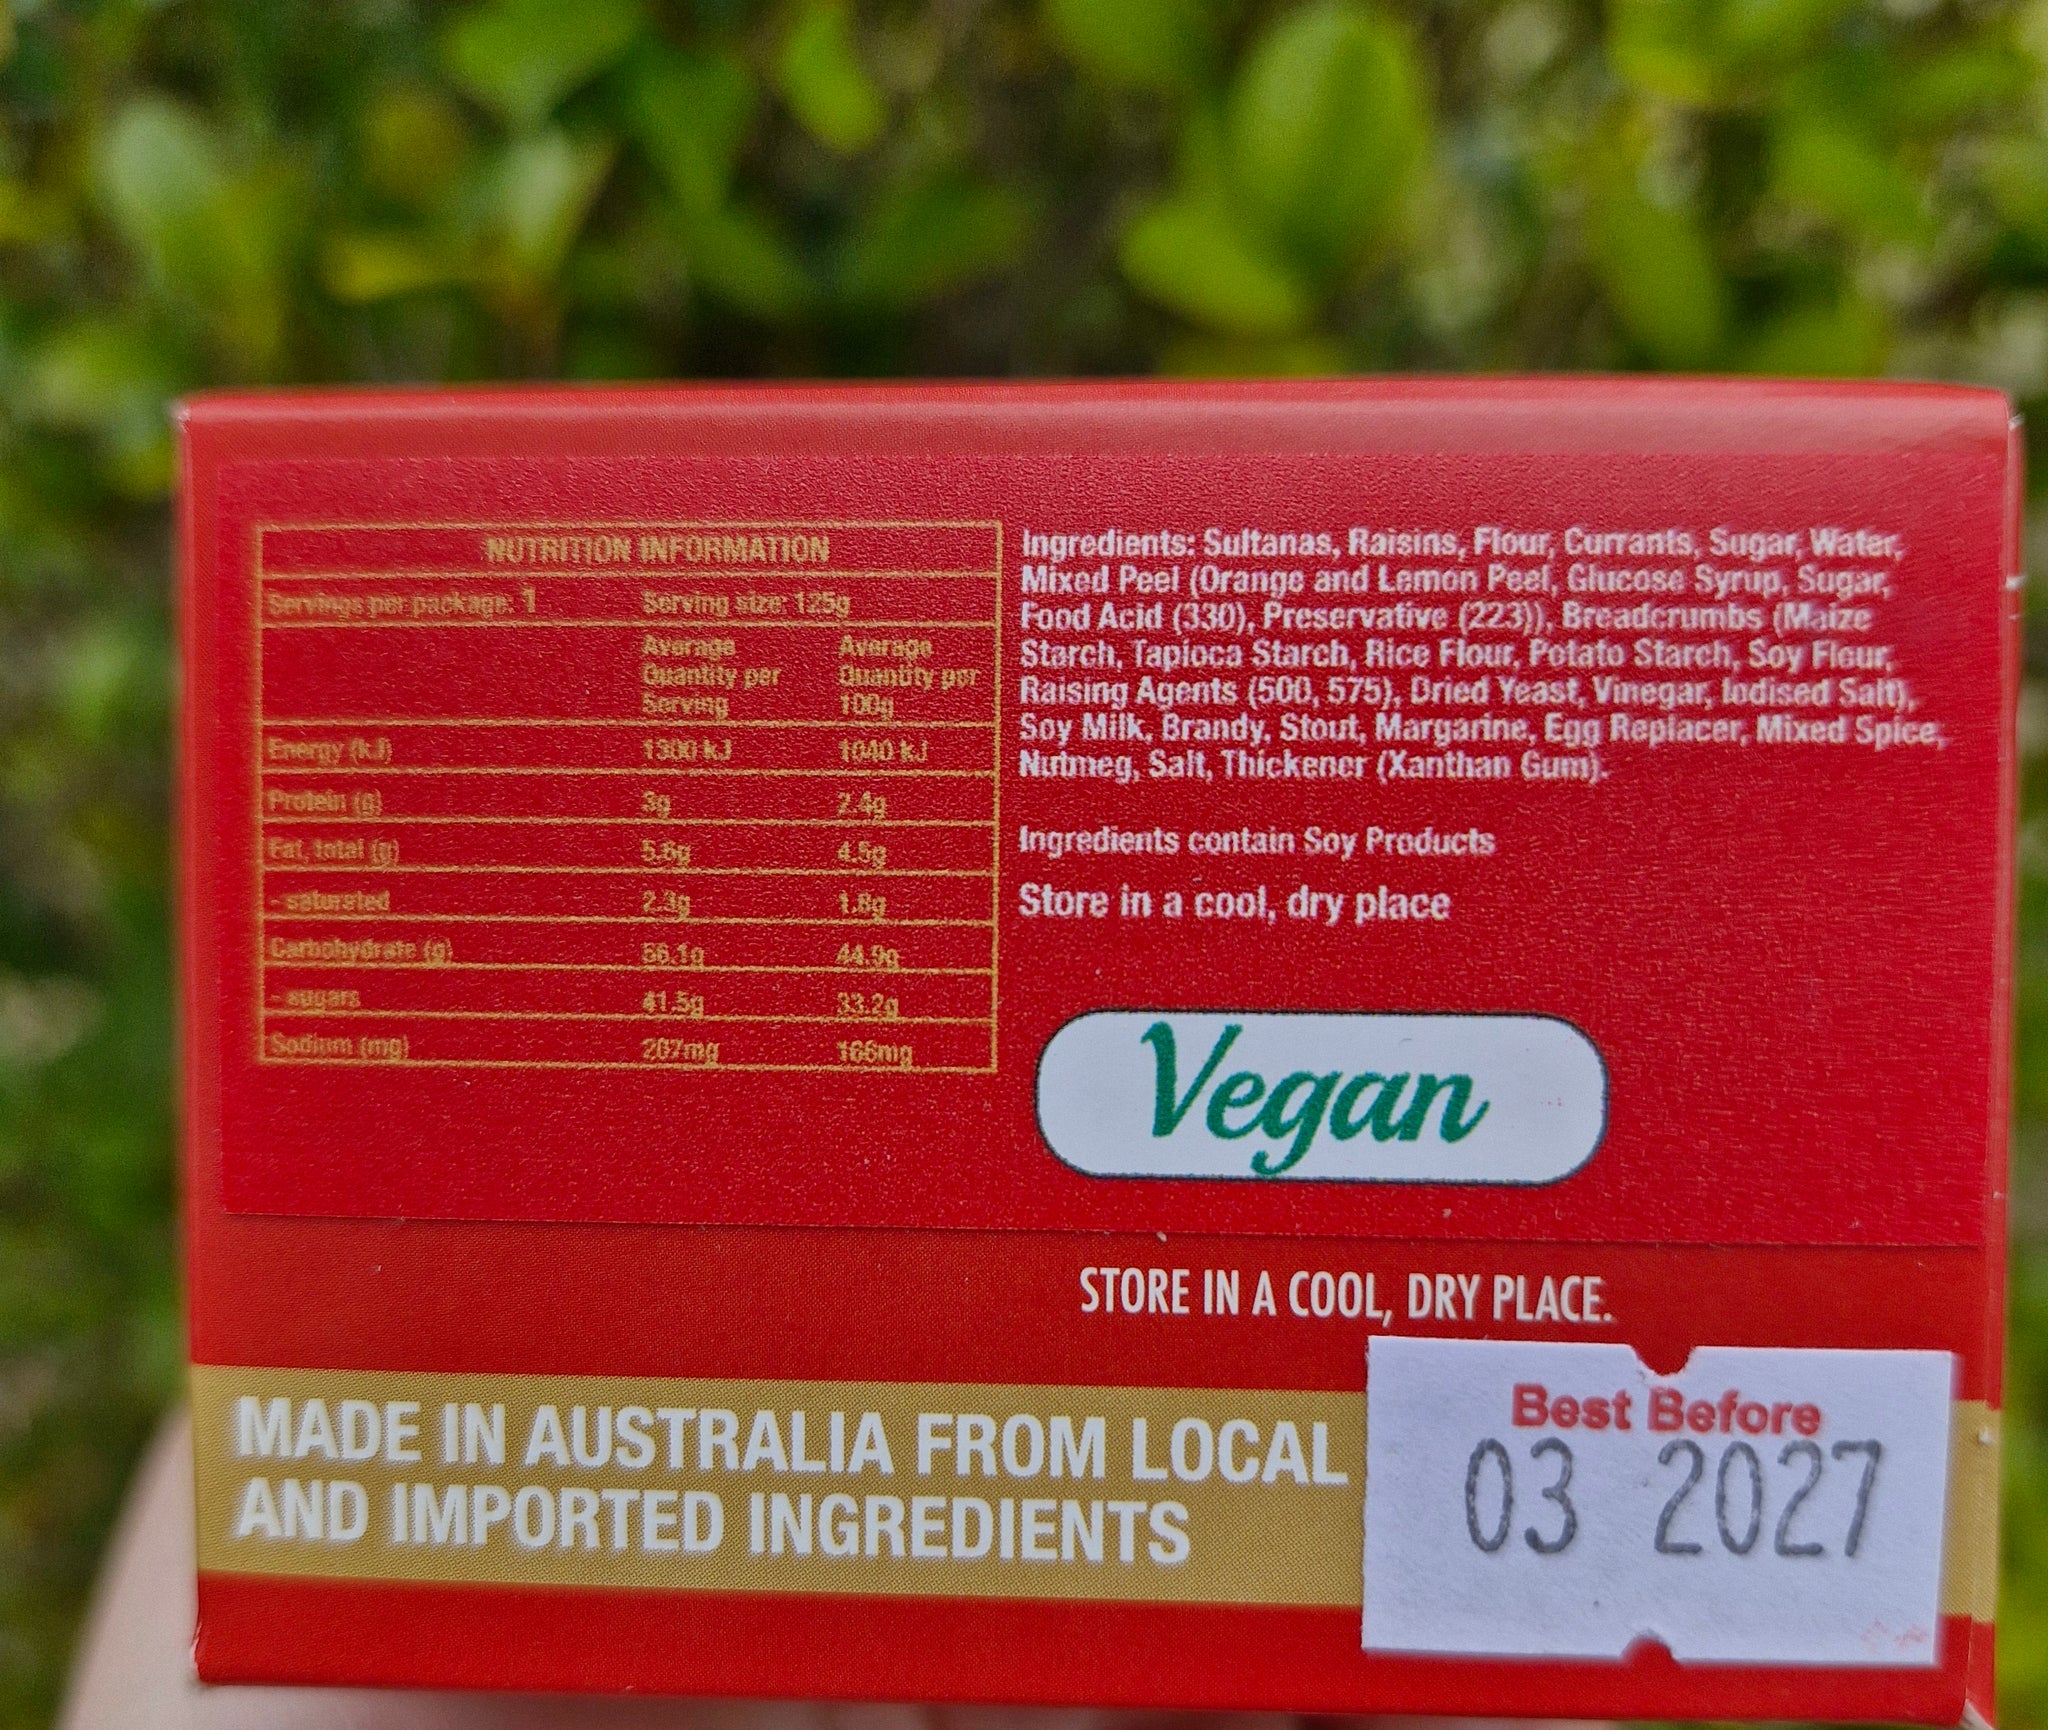 NUTRITION INFORMATION
Servings per package: 1 Serving size: 125g
Average Quantity per Serving Average Quantity per 100g
Energy (kJ) 1300 kJ 1040 kJ
Protein (g) 3g 2.4g
Fat, total (g) 5.6g 4.5g
- saturated 2.3g 1.8g
Carbohydrate (g) 56.1g 44.9g
- sugars 41.5g 33.2g
Sodium (mg) 207mg 166mg
Ingredients: Sultanas, Raisins, Flour, Currants, Sugar, Water,
Mixed Peel (Orange and Lemon Peel, Glucose Syrup, Sugar,
Food Acid (330), Preservative (223)), Breadcrumbs (Maize
Starch, Tapioca Starch, Rice Flour, Potato Starch, Soy Flour,
Raising Agents (500, 575), Dried Yeast, Vinegar, Iodised Salt),
Soy Milk, Brandy, Stout, Margarine, Egg Replacer, Mixed Spice,
Nutmeg, Salt, Thickener (Xanthan Gum).
Ingredients contain Soy Products
Store in a cool, dry place
Vegan
STORE IN A COOL, DRY PLACE.
MADE IN AUSTRALIA FROM LOCAL
AND IMPORTED INGREDIENTS
Best Before
03 2027